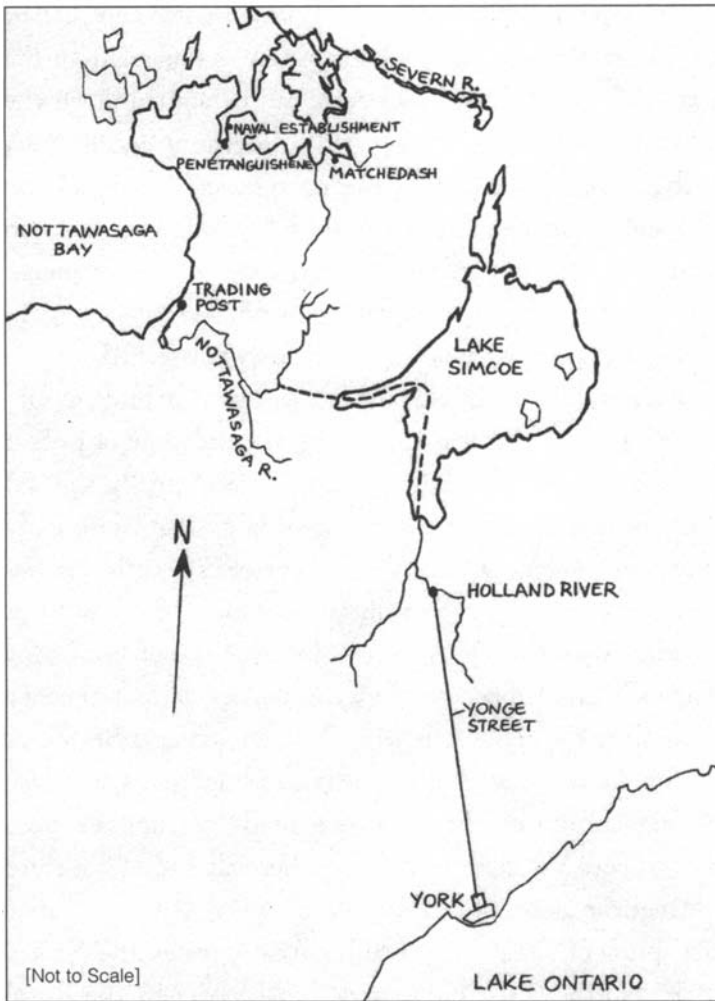 SEVERN R.
NAVAL ESTABLISHMENT
PENETANGUISHENE
MATCHEDASH
NOTTAWASAGA
BAY
TRADING
POST
LAKE
SIMCOE
NOTTAWASAGA R.
N
HOLLAND RIVER
YONGE
STREET
YORK
[Not to Scale]
LAKE ONTARIO